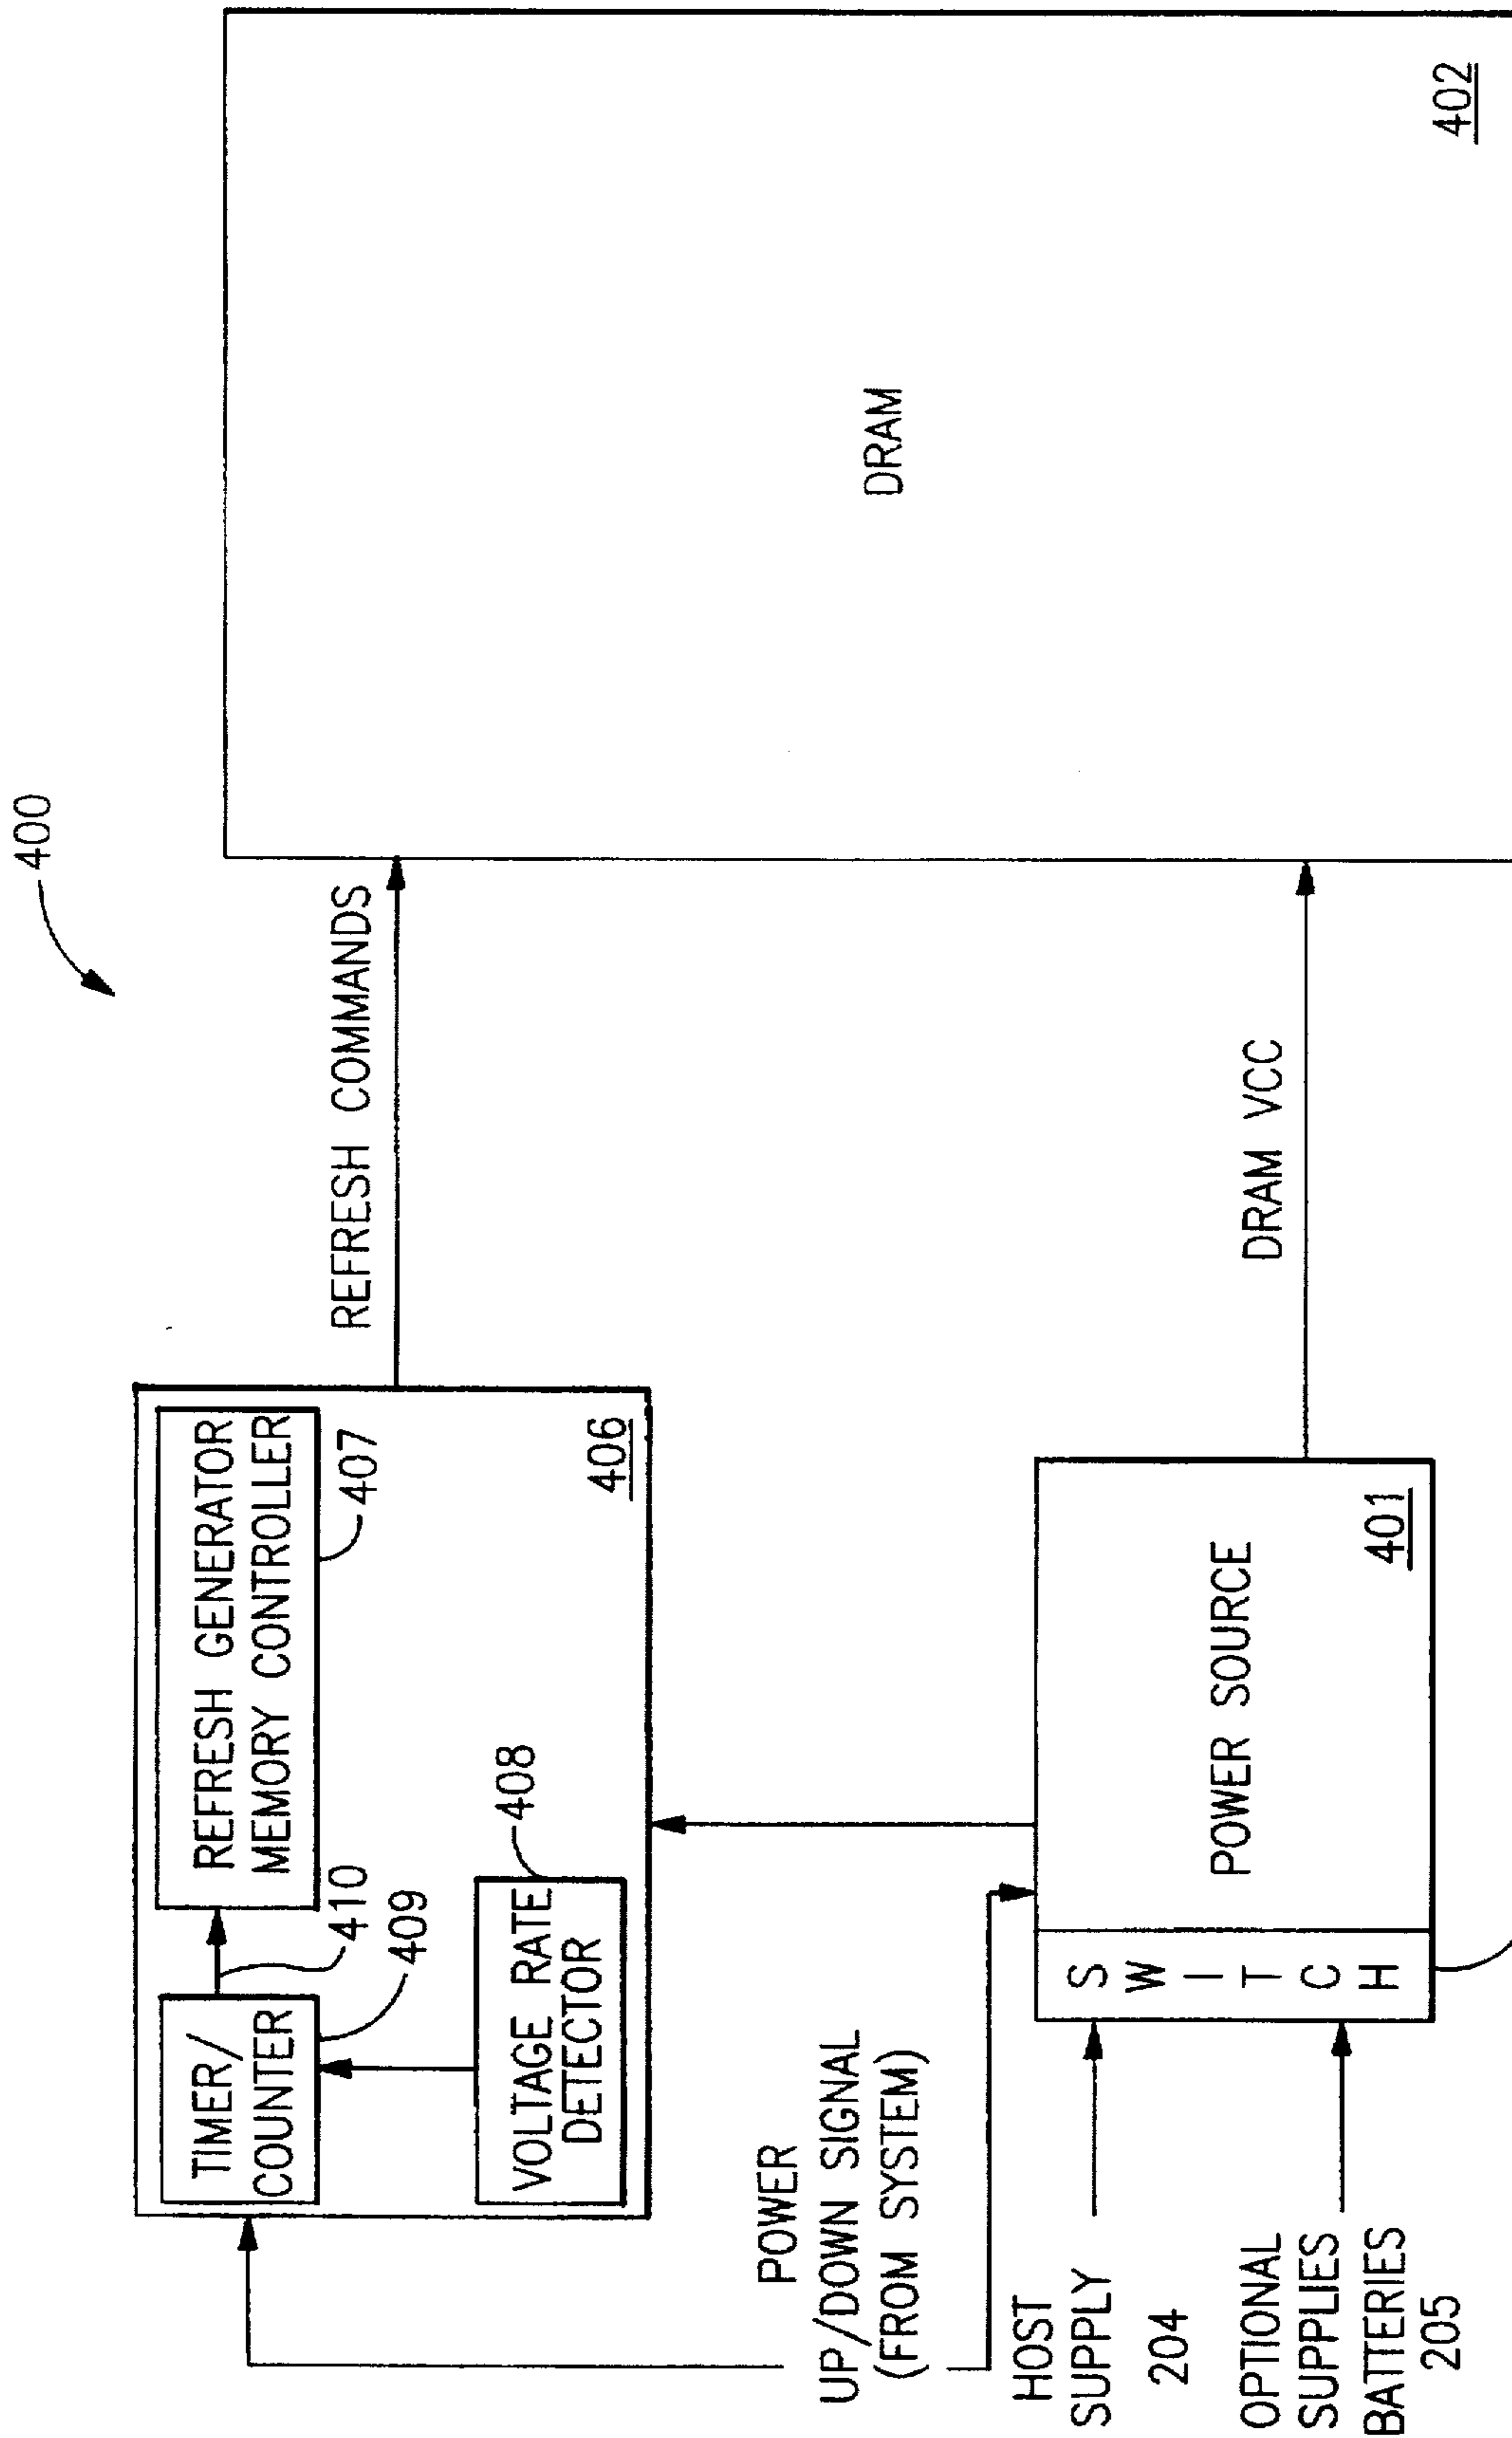 400
TIMER/
COUNTER
410
409
REFRESH GENERATOR
MEMORY CONTROLLER
407
VOLTAGE RATE
DETECTOR
408
406
REFRESH COMMANDS
DRAM
402
POWER
UP/DOWN SIGNAL
(FROM SYSTEM)
HOST
SUPPLY
204
OPTIONAL
SUPPLIES
BATTERIES
205
SWITCH
POWER SOURCE
401
DRAM VCC